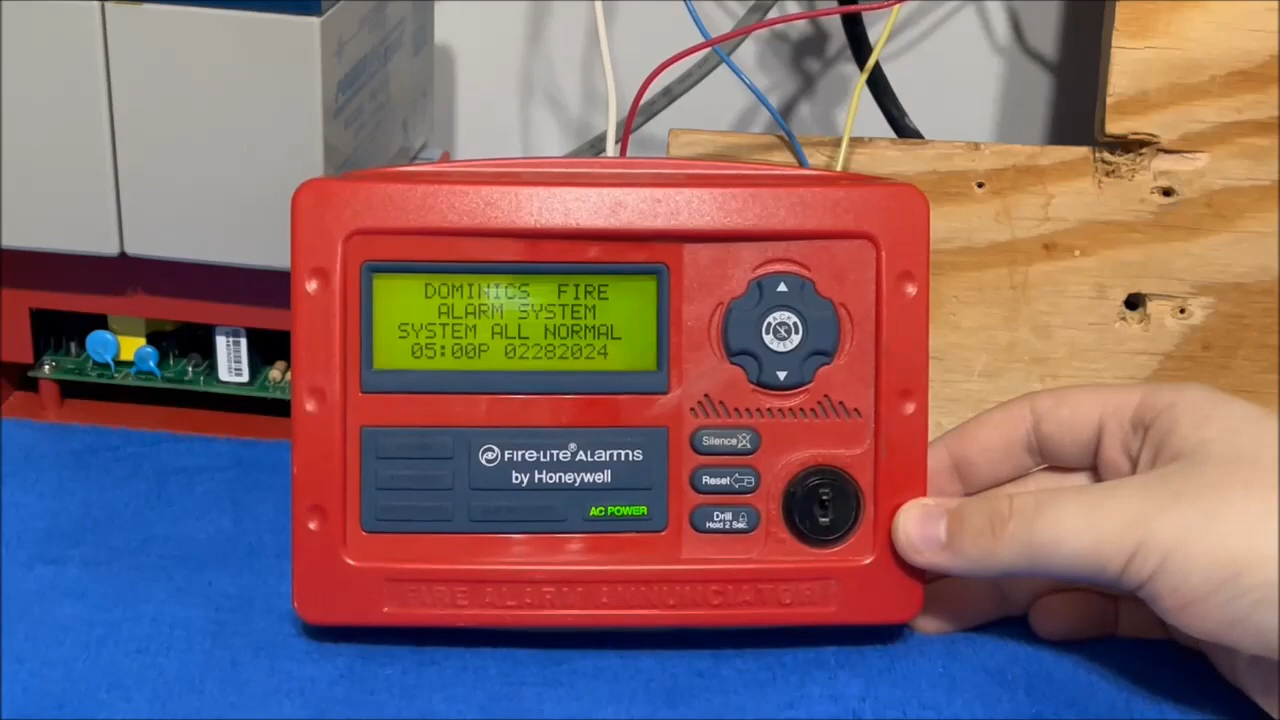 DOMINICS FIRE
ALARM SYSTEM
SYSTEM ALL NORMAL
05:00P 02282024
ACK
STEP
FIRE-LITE® ALARMS
by Honeywell
AC POWER
Silence
Reset
Drill
Hold 2 Sec.
FIRE ALARM ANNUNCIATOR